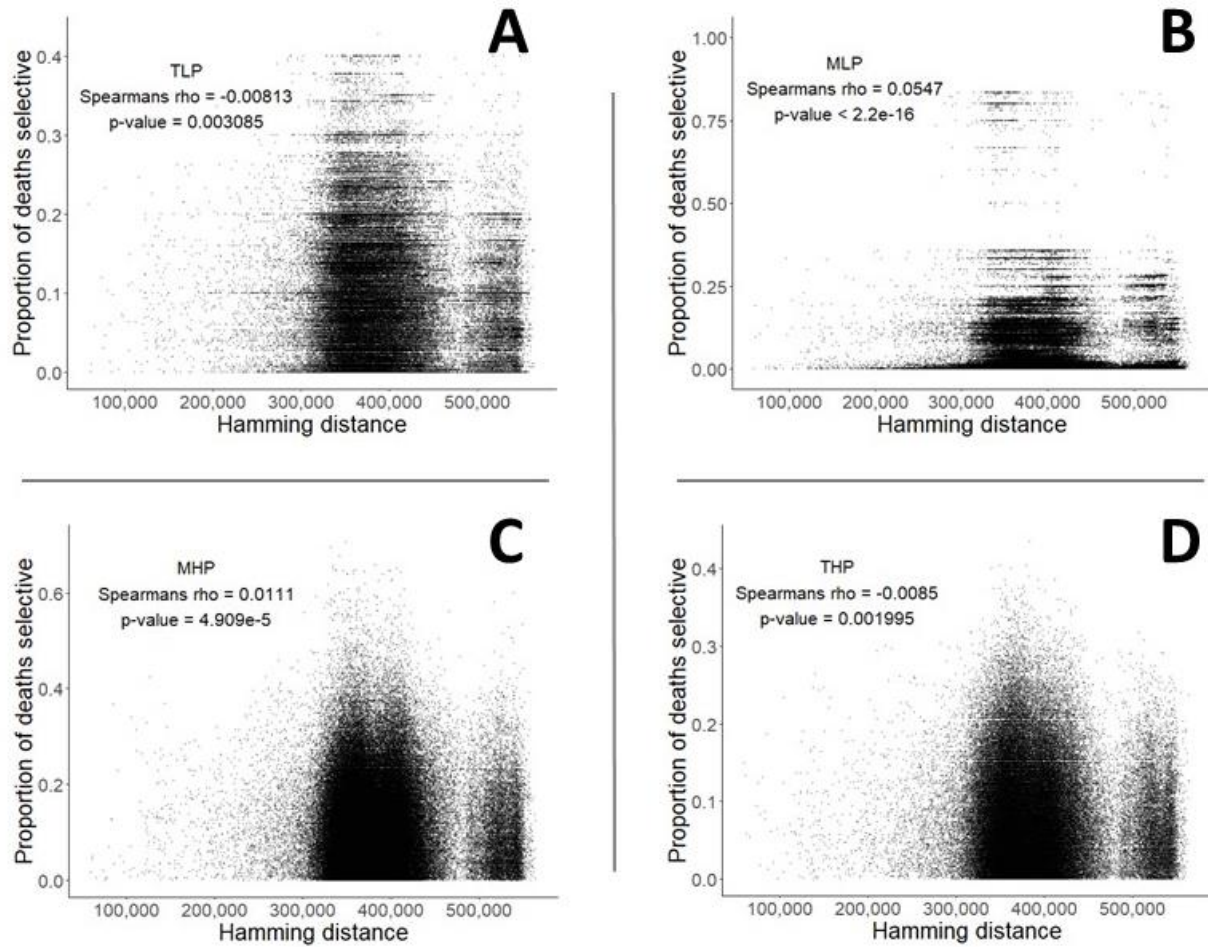 A
TLP
Spearmans rho = -0.00813
p-value = 0.003085
Proportion of deaths selective
0.4
0.3
0.2
0.1
0.0
100,000 200,000 300,000 400,000 500,000
Hamming distance
B
MLP
Spearmans rho = 0.0547
p-value < 2.2e-16
Proportion of deaths selective
1.00
0.75
0.50
0.25
0.00
100,000 200,000 300,000 400,000 500,000
Hamming distance
C
MHP
Spearmans rho = 0.0111
p-value = 4.909e-5
Proportion of deaths selective
0.6
0.4
0.2
0.0
100,000 200,000 300,000 400,000 500,000
Hamming distance
D
THP
Spearmans rho = -0.0085
p-value = 0.001995
Proportion of deaths selective
0.4
0.3
0.2
0.1
0.0
100,000 200,000 300,000 400,000 500,000
Hamming distance